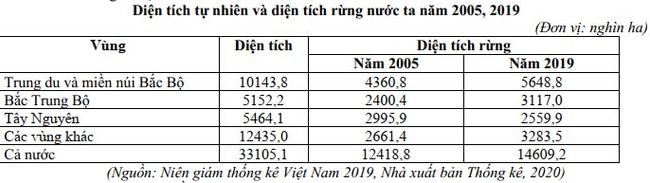 Diện tích tự nhiên và diện tích rừng nước ta năm 2005, 2019
(Đơn vị: nghìn ha)
Vùng Diện tích Diện tích rừng
Năm 2005 Năm 2019
Trung du và miền núi Bắc Bộ 10143,8 4360,8 5648,8
Bắc Trung Bộ 5152,2 2400,4 3117,0
Tây Nguyên 5464,1 2995,9 2559,9
Các vùng khác 12435,0 2661,4 3283,5
Cả nước 33105,1 12418,8 14609,2
(Nguồn: Niên giám thống kê Việt Nam 2019, Nhà xuất bản Thống kê, 2020)